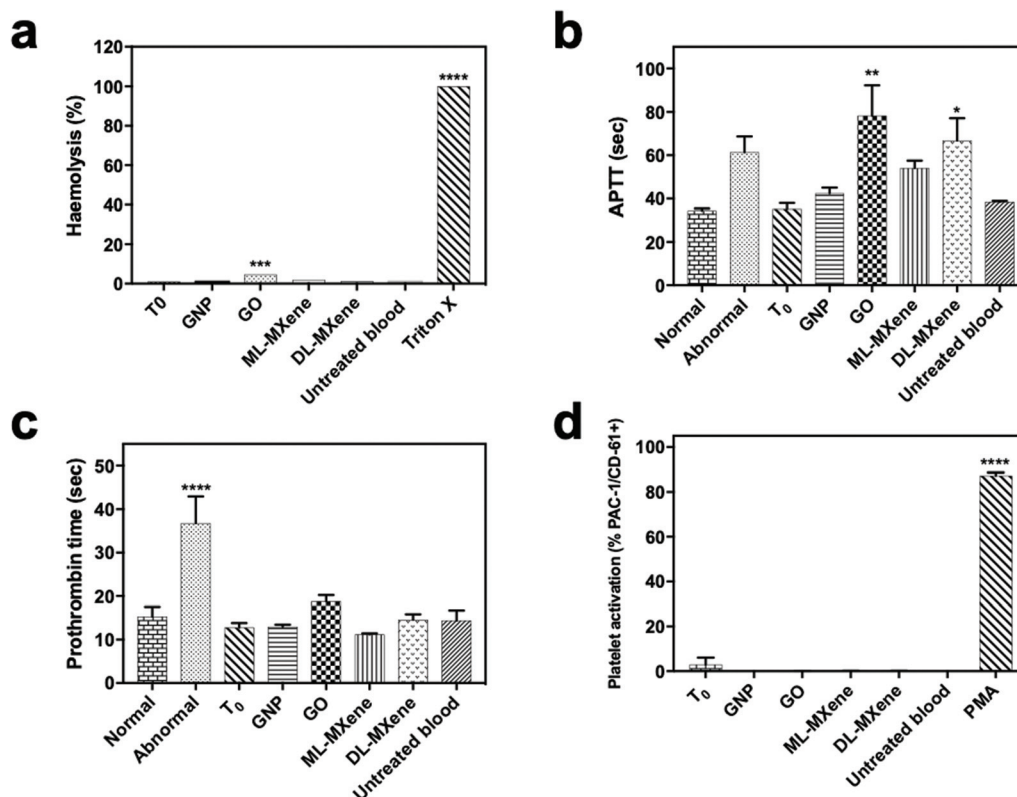 a
Haemolysis (%)
120
100
80
60
40
20
0
***
****
T0
GNP
GO
ML-MXene
DL-MXene
Untreated blood
Triton X
b
APTT (sec)
100
80
60
40
20
0
**
*
Normal
Abnormal
T₀
GNP
GO
ML-MXene
DL-MXene
Untreated blood
c
Prothrombin time (sec)
50
40
30
20
10
0
****
Normal
Abnormal
T₀
GNP
GO
ML-MXene
DL-MXene
Untreated blood
d
Platelet activation (% PAC-1/CD-61+)
100
80
60
40
20
0
****
T₀
GNP
GO
ML-MXene
DL-MXene
Untreated blood
PMA